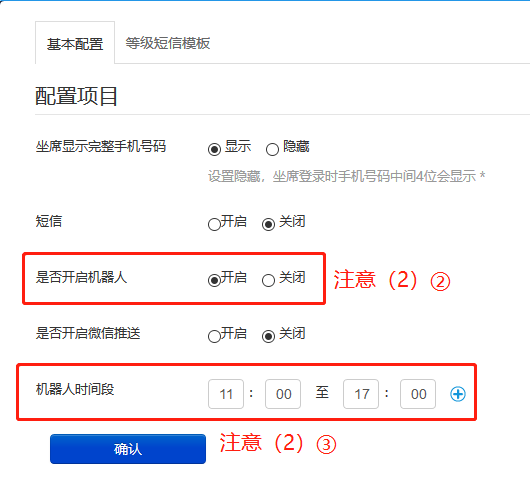 基本配置 等级短信模板
配置项目
坐席显示完整手机号码 显示 隐藏
设置隐藏，坐席登录时手机号码中间4位会显示 *
短信 开启 关闭
是否开启机器人 开启 关闭 注意（2）②
是否开启微信推送 开启 关闭
机器人时间段 11 : 00 至 17 : 00
确认 注意（2）③